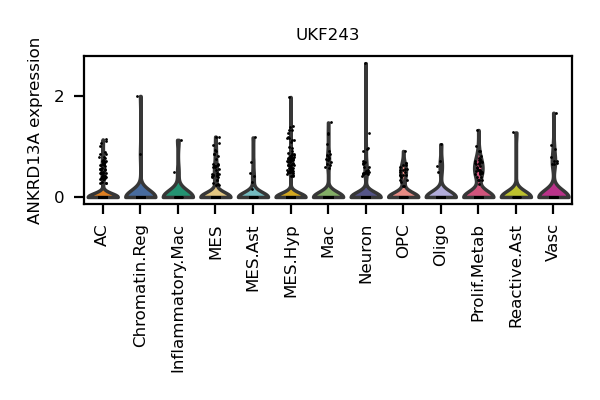 UKF243
ANKRD13A expression
2
0
AC
Chromatin.Reg
Inflammatory.Mac
MES
MES.Ast
MES.Hyp
Mac
Neuron
OPC
Oligo
Prolif.Metab
Reactive.Ast
Vasc